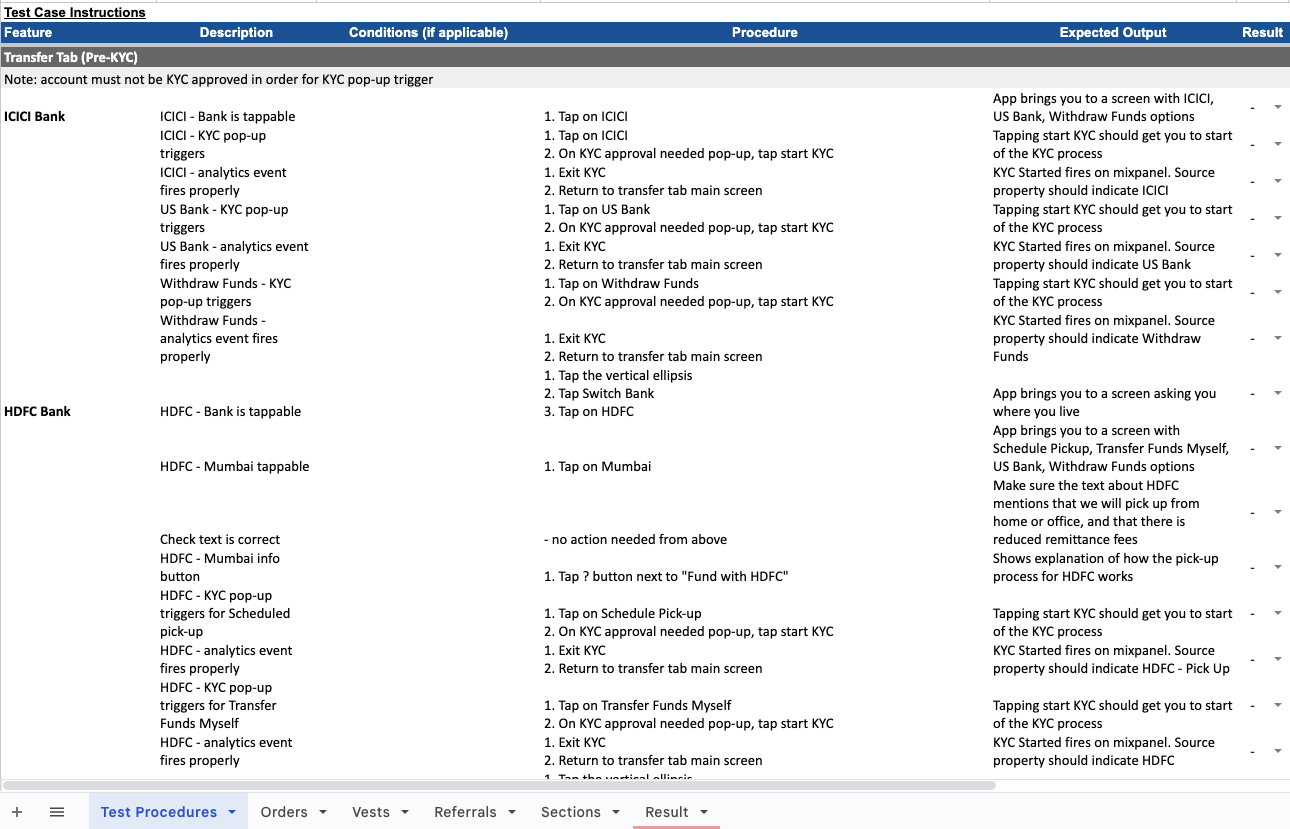 Test Case Instructions
Feature Description Conditions (if applicable) Procedure Expected Output Result
Transfer Tab (Pre-KYC)
Note: account must not be KYC approved in order for KYC pop-up trigger
App brings you to a screen with ICICI,
ICICI Bank ICICI - Bank is tappable 1. Tap on ICICI US Bank, Withdraw Funds options -
ICICI - KYC pop-up 1. Tap on ICICI Tapping start KYC should get you to start
triggers 2. On KYC approval needed pop-up, tap start KYC of the KYC process -
ICICI - analytics event 1. Exit KYC KYC Started fires on mixpanel. Source
fires properly 2. Return to transfer tab main screen property should indicate ICICI -
US Bank - KYC pop-up 1. Tap on US Bank Tapping start KYC should get you to start
triggers 2. On KYC approval needed pop-up, tap start KYC of the KYC process -
US Bank - analytics event 1. Exit KYC KYC Started fires on mixpanel. Source
fires properly 2. Return to transfer tab main screen property should indicate US Bank -
Withdraw Funds - KYC 1. Tap on Withdraw Funds Tapping start KYC should get you to start
pop-up triggers 2. On KYC approval needed pop-up, tap start KYC of the KYC process -
Withdraw Funds - KYC Started fires on mixpanel. Source
analytics event fires 1. Exit KYC property should indicate Withdraw -
properly 2. Return to transfer tab main screen Funds
1. Tap the vertical ellipsis
2. Tap Switch Bank App brings you to a screen asking you -
HDFC Bank HDFC - Bank is tappable 3. Tap on HDFC where you live
App brings you to a screen with
Schedule Pickup, Transfer Funds Myself, -
HDFC - Mumbai tappable 1. Tap on Mumbai US Bank, Withdraw Funds options
Make sure the text about HDFC
mentions that we will pick up from
home or office, and that there is -
Check text is correct - no action needed from above reduced remittance fees
HDFC - Mumbai info Shows explanation of how the pick-up
button 1. Tap ? button next to "Fund with HDFC" process for HDFC works -
HDFC - KYC pop-up
triggers for Scheduled 1. Tap on Schedule Pick-up Tapping start KYC should get you to start -
pick-up 2. On KYC approval needed pop-up, tap start KYC of the KYC process
HDFC - analytics event 1. Exit KYC KYC Started fires on mixpanel. Source
fires properly 2. Return to transfer tab main screen property should indicate HDFC - Pick Up -
HDFC - KYC pop-up
triggers for Transfer 1. Tap on Transfer Funds Myself Tapping start KYC should get you to start -
Funds Myself 2. On KYC approval needed pop-up, tap start KYC of the KYC process
HDFC - analytics event 1. Exit KYC KYC Started fires on mixpanel. Source
fires properly 2. Return to transfer tab main screen property should indicate HDFC -
1. Tap the vertical ellipsis
Test Procedures Orders Vests Referrals Sections Result